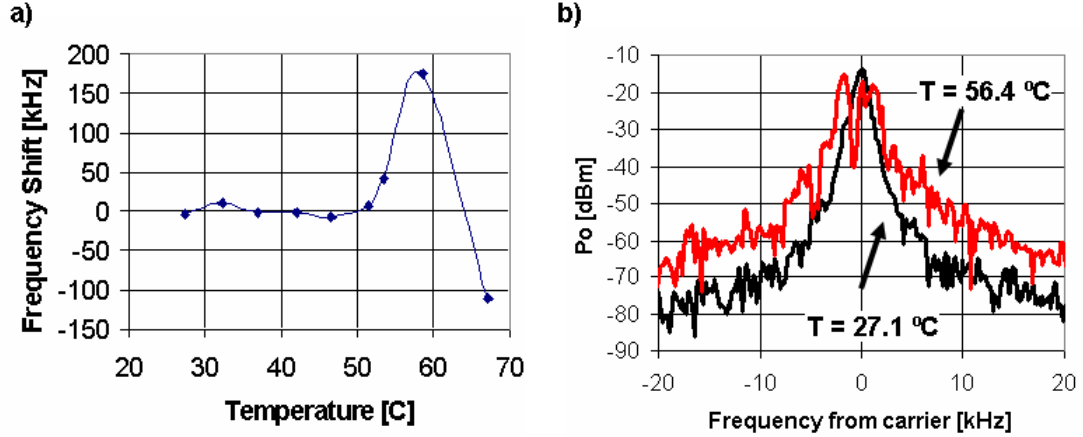 a)
Frequency Shift [kHz]
200
150
100
50
0
-50
-100
-150
20 30 40 50 60 70
Temperature [C]
b)
Po [dBm]
-10
-20
-30
-40
-50
-60
-70
-80
-90
T = 56.4 ºC
T = 27.1 ºC
-20 -10 0 10 20
Frequency from carrier [kHz]